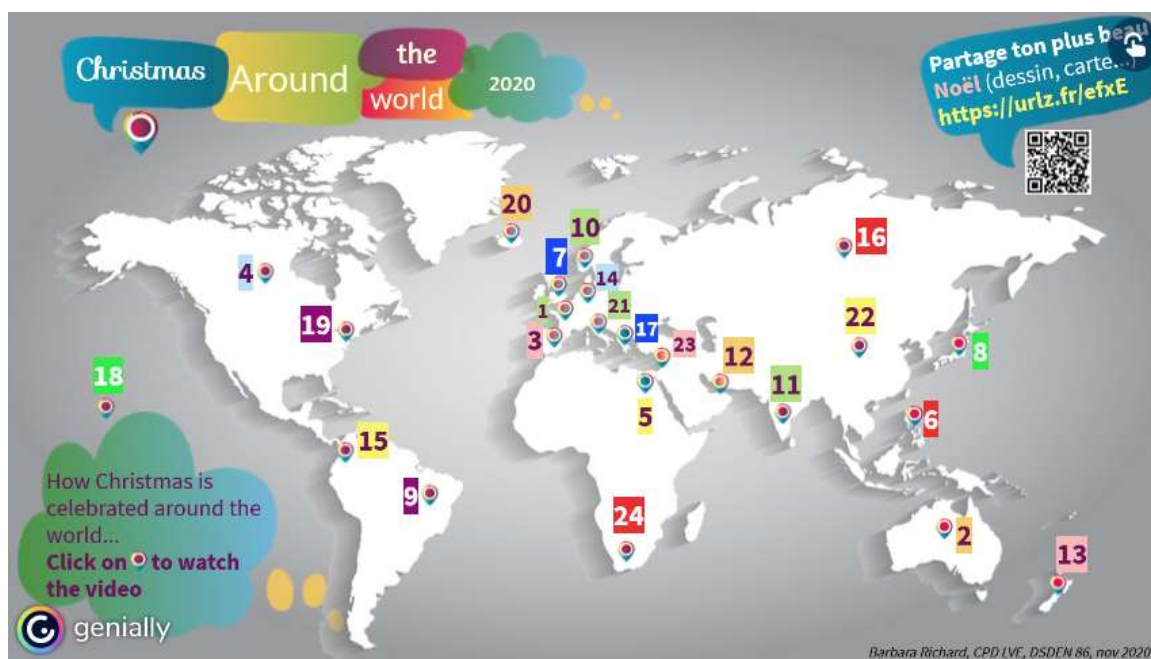 Christmas
Around
the
world
2020
Partage ton plus beau
Noël (dessin, carte...)
https://urlz.fr/efxE
20
10
16
7
4
14
1
21
22
19
3
17
23
12
8
18
11
5
6
15
9
24
2
13
How Christmas is
celebrated around the
world...
Click on to watch
the video
genially
Barbara Richard, CPD LVE, DSDEN 86, nov 2020